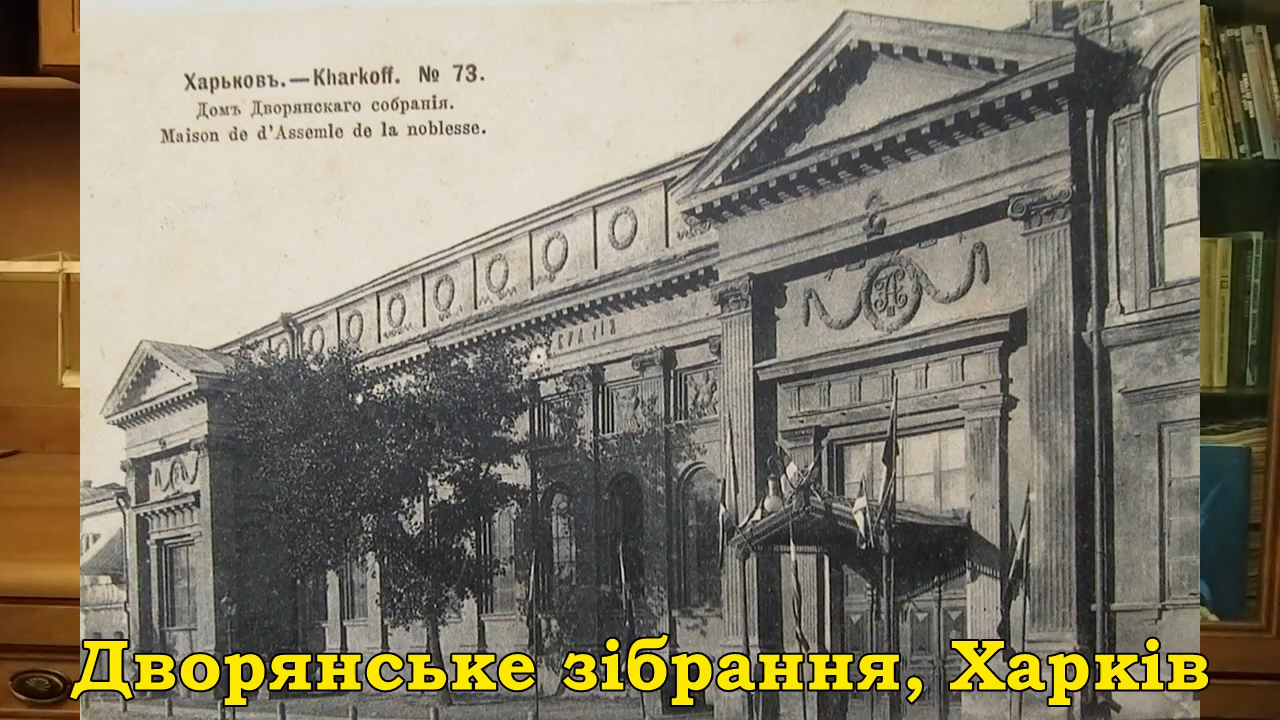 Харьковъ.—Kharkoff. № 73.
Домъ Дворянскаго собранія.
Maison de d'Assemle de la noblesse.
Дворянське зібрання, Харків